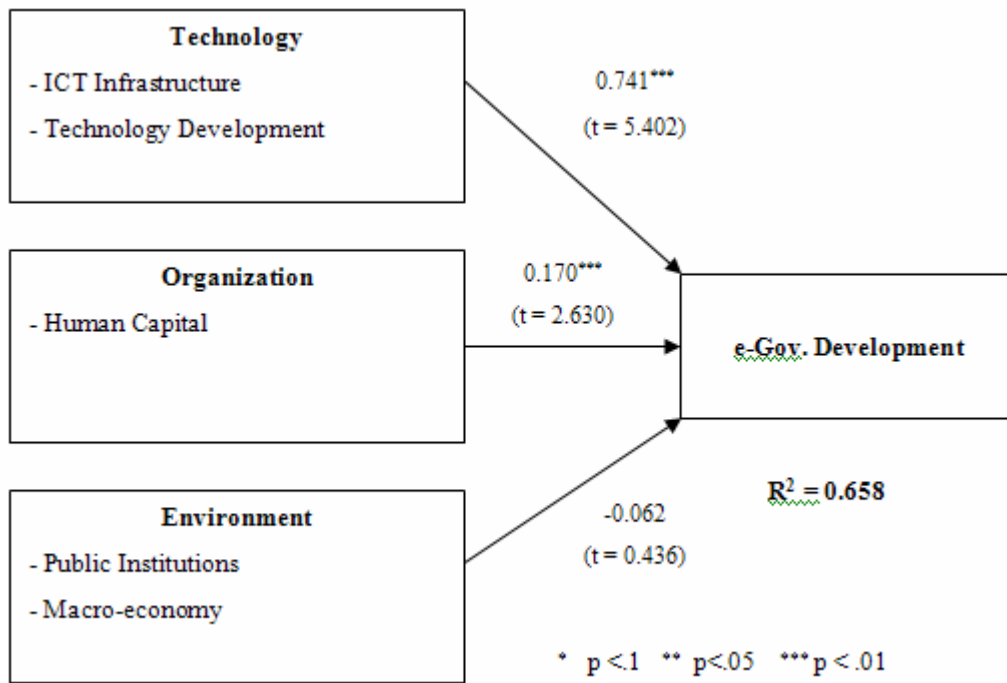 Technology
- ICT Infrastructure
- Technology Development
0.741***
(t = 5.402)
Organization
- Human Capital
0.170***
(t = 2.630)
e-Gov. Development
Environment
- Public Institutions
- Macro-economy
-0.062
(t = 0.436)
R² = 0.658
* p <.1 ** p<.05 *** p < .01